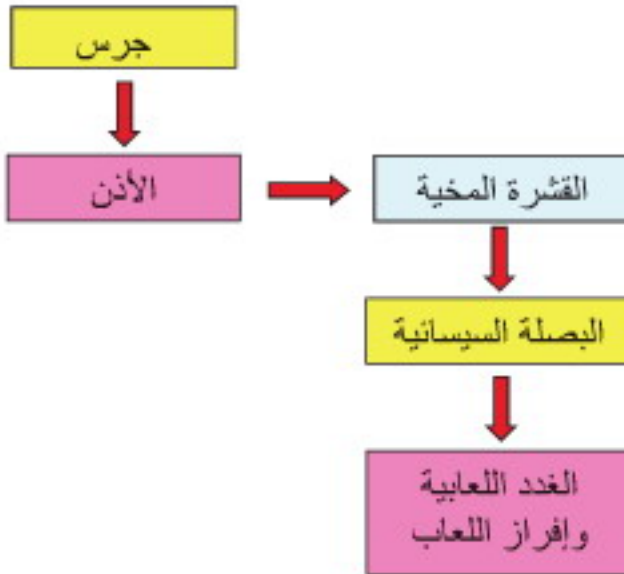 جرس
الأذن
القشرة المخية
البصلة السيسائية
الغدد اللعابية
وإفراز اللعاب